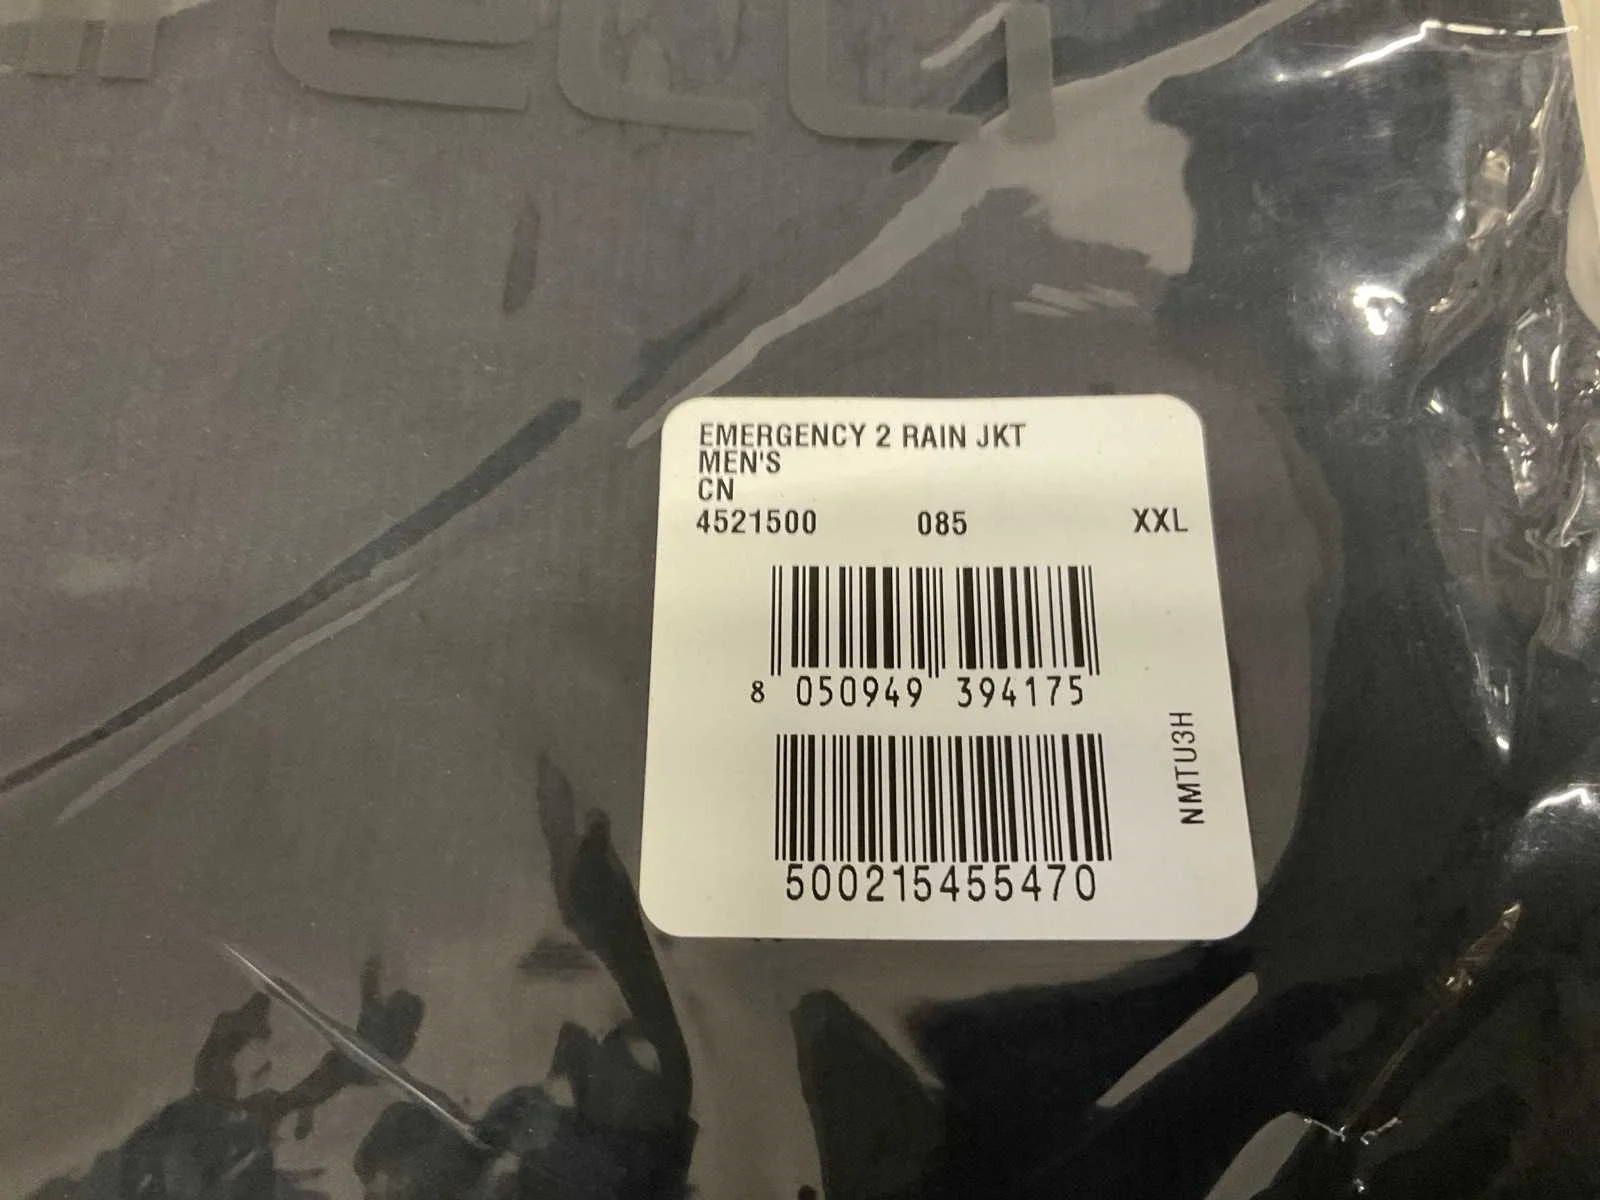 EMERGENCY 2 RAIN JKT
MEN'S
CN
4521500 085 XXL
8 050949 394175
NMTU3H
500215455470